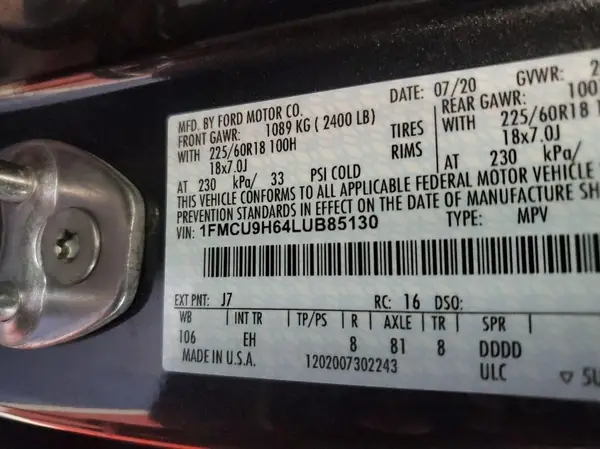 MFD. BY FORD MOTOR CO.
DATE: 07/20 GVWR:
FRONT GAWR: 1089 KG ( 2400 LB)
REAR GAWR:
WITH 225/60R18 100H TIRES WITH 225/60R18
18x7.0J RIMS 18x7.0J
AT 230 kPa/ 33 PSI COLD AT 230 kPa/
THIS VEHICLE CONFORMS TO ALL APPLICABLE FEDERAL MOTOR VEHICLE
PREVENTION STANDARDS IN EFFECT ON THE DATE OF MANUFACTURE
VIN: 1FMCU9H64LUB85130 TYPE: MPV
EXT PNT: J7 RC: 16 DSO:
WB INT TR TP/PS R AXLE TR SPR
106 EH 8 81 8 DDDD
MADE IN U.S.A. 1202007302243 ULC